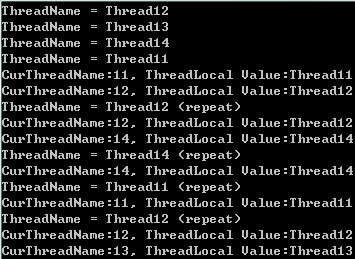 ThreadName = Thread12
ThreadName = Thread13
ThreadName = Thread14
ThreadName = Thread11
CurThreadName:11, ThreadLocal Value:Thread11
CurThreadName:12, ThreadLocal Value:Thread12
ThreadName = Thread12 (repeat)
CurThreadName:12, ThreadLocal Value:Thread12
CurThreadName:14, ThreadLocal Value:Thread14
ThreadName = Thread14 (repeat)
CurThreadName:14, ThreadLocal Value:Thread14
ThreadName = Thread11 (repeat)
CurThreadName:11, ThreadLocal Value:Thread11
ThreadName = Thread12 (repeat)
CurThreadName:12, ThreadLocal Value:Thread12
CurThreadName:13, ThreadLocal Value:Thread13